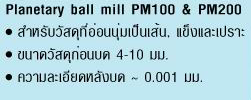 Planetary ball mill PM100 & PM200
• สำหรับวัสดุที่อ่อนนุ่มเป็นเส้น, แข็งและเปราะ
• ขนาดวัสดุก่อนบด 4-10 มม.
• ความละเอียดหลังบด ~ 0.001 มม.